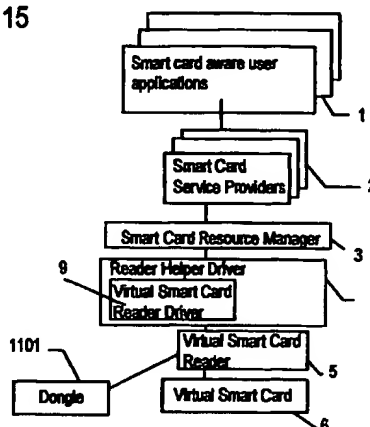 15
Smart card aware user
applications
1
Smart Card
Service Providers
2
Smart Card Resource Manager
3
Reader Helper Driver
9
Virtual Smart Card
Reader Driver
1101
Virtual Smart Card
Reader
5
Dongle
Virtual Smart Card
6